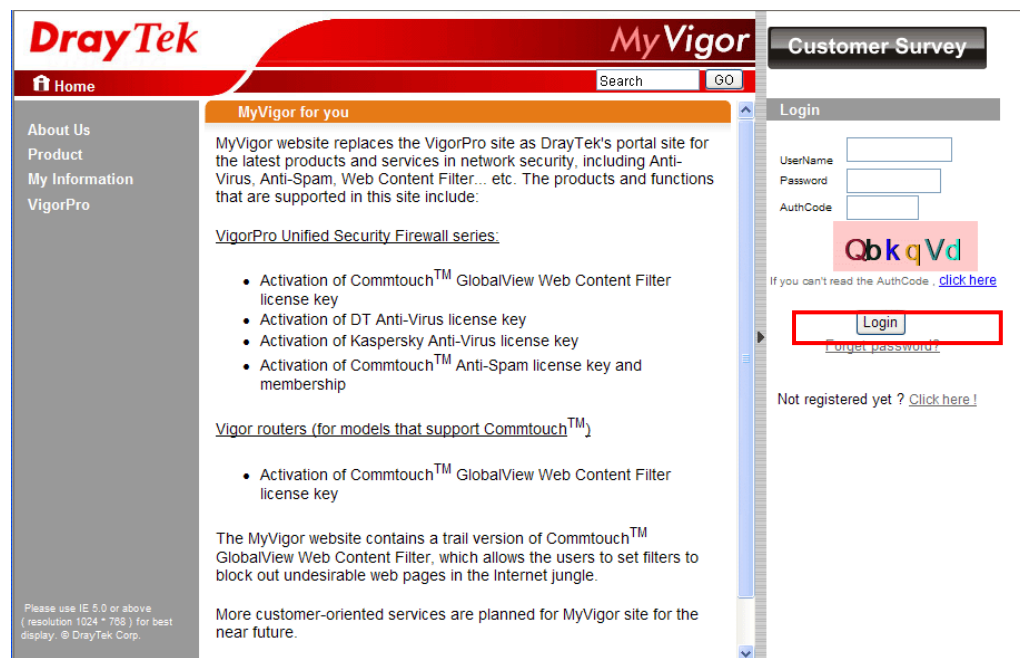 DrayTek
MyVigor
Customer Survey
Home
Search
GO
About Us
Product
My Information
VigorPro
Please use IE 5.0 or above
( resolution 1024 * 768 ) for best
display. © DrayTek Corp.
MyVigor for you
MyVigor website replaces the VigorPro site as DrayTek's portal site for
the latest products and services in network security, including Anti-
Virus, Anti-Spam, Web Content Filter... etc. The products and functions
that are supported in this site include:
VigorPro Unified Security Firewall series:
• Activation of Commtouch™ GlobalView Web Content Filter
license key
• Activation of DT Anti-Virus license key
• Activation of Kaspersky Anti-Virus license key
• Activation of Commtouch™ Anti-Spam license key and
membership
Vigor routers (for models that support Commtouch™)
• Activation of Commtouch™ GlobalView Web Content Filter
license key
The MyVigor website contains a trail version of Commtouch™
GlobalView Web Content Filter, which allows the users to set filters to
block out undesirable web pages in the Internet jungle.
More customer-oriented services are planned for MyVigor site for the
near future.
Login
UserName
Password
AuthCode
QbkqVd
If you can't read the AuthCode , click here
Login
Forget password?
Not registered yet ? Click here !